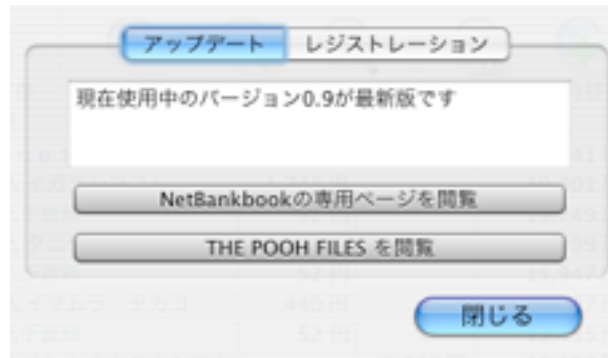 アップデート
レジストレーション
現在使用中のバージョン0.9が最新版です
NetBankbookの専用ページを閲覧
THE POOH FILES を閲覧
閉じる